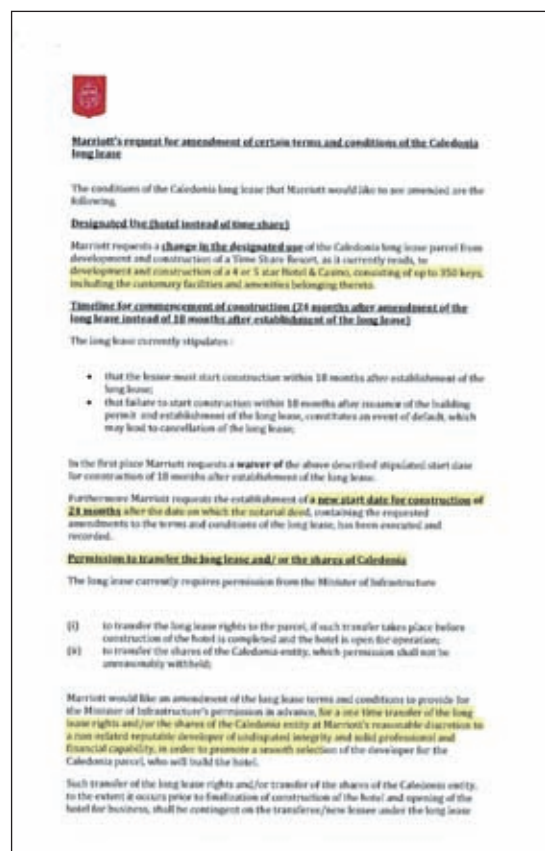 Marriott's request for amendment of certain terms and conditions of the Caledonia
long lease
The conditions of the Caledonia long lease that Marriott would like to see amended are the
following.
Designated Use (hotel instead of time share)
Marriott requests a change in the designated use of the Caledonia long lease parcel from
development and construction of a Time Share Resort, as it currently reads, to
development and construction of a 4 or 5 star Hotel & Casino, consisting of up to 350 keys,
including the customary facilities and amenities belonging thereto.
Timeline for commencement of construction (24 months after amendment of the
long lease instead of 18 months after establishment of the long lease)
The long lease currently stipulates :
• that the lessee must start construction within 18 months after establishment of the
long lease;
• that failure to start construction within 18 months after issuance of the building
permit and establishment of the long lease, constitutes an event of default, which
may lead to cancellation of the long lease;
In the first place Marriott requests a waiver of the above described stipulated start date
for construction of 18 months after establishment of the long lease.
Furthermore Marriott requests the establishment of a new start date for construction of
24 months after the date on which the notarial deed, containing the requested
amendments to the terms and conditions of the long lease, has been executed and
recorded.
Permission to transfer the long lease and/ or the shares of Caledonia
The long lease currently requires permission from the Minister of Infrastructure
(i) to transfer the long lease rights to the parcel, if such transfer takes place before
construction of the hotel is completed and the hotel is open for operation;
(ii) to transfer the shares of the Caledonia entity, which permission shall not be
unreasonably withheld;
Marriott would like an amendment of the long lease terms and conditions to provide for
the Minister of Infrastructure's permission in advance, for a one time transfer of the long
lease rights and/or the shares of the Caledonia entity at Marriott's reasonable discretion to
a non related reputable developer of undisputed integrity and solid professional and
financial capability, in order to promote a smooth selection of the developer for the
Caledonia parcel, who will build the hotel.
Such transfer of the long lease rights and/or transfer of the shares of the Caledonia entity,
to the extent it occurs prior to finalization of construction of the hotel and opening of the
hotel for business, shall be contingent on the transferee/new lessee under the long lease